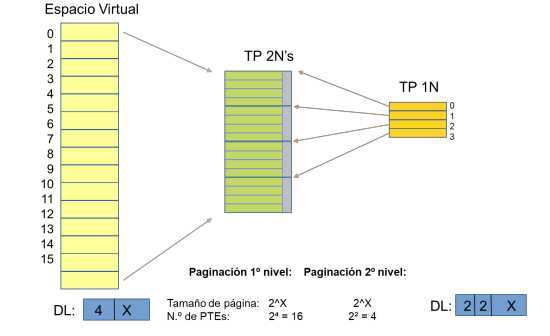 Espacio Virtual
0
1
2
3
4
5
6
7
8
9
10
11
12
13
14
15
TP 2N's
TP 1N
0
1
2
3
Paginación 1º nivel: Paginación 2º nivel:
Tamaño de página: 2^X 2^X
N.º de PTEs: 2⁴ = 16 2² = 4
DL: 4 X
DL: 2 2 X